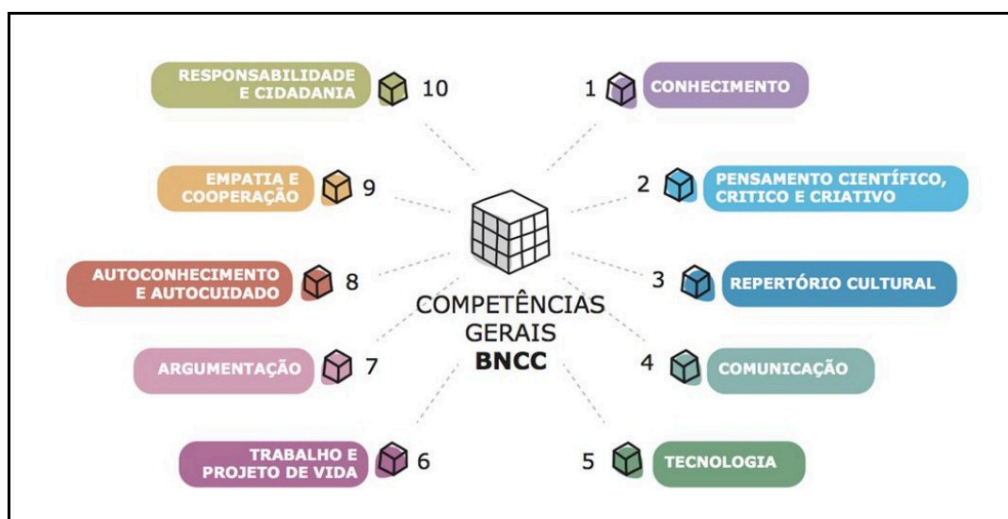 RESPONSABILIDADE
E CIDADANIA
10
1
CONHECIMENTO
EMPATIA E
COOPERAÇÃO
9
2
PENSAMENTO CIENTÍFICO,
CRITICO E CRIATIVO
AUTOCONHECIMENTO
E AUTOCUIDADO
8
3
REPERTÓRIO CULTURAL
COMPETÊNCIAS
GERAIS
BNCC
ARGUMENTAÇÃO
7
4
COMUNICAÇÃO
TRABALHO E
PROJETO DE VIDA
6
5
TECNOLOGIA